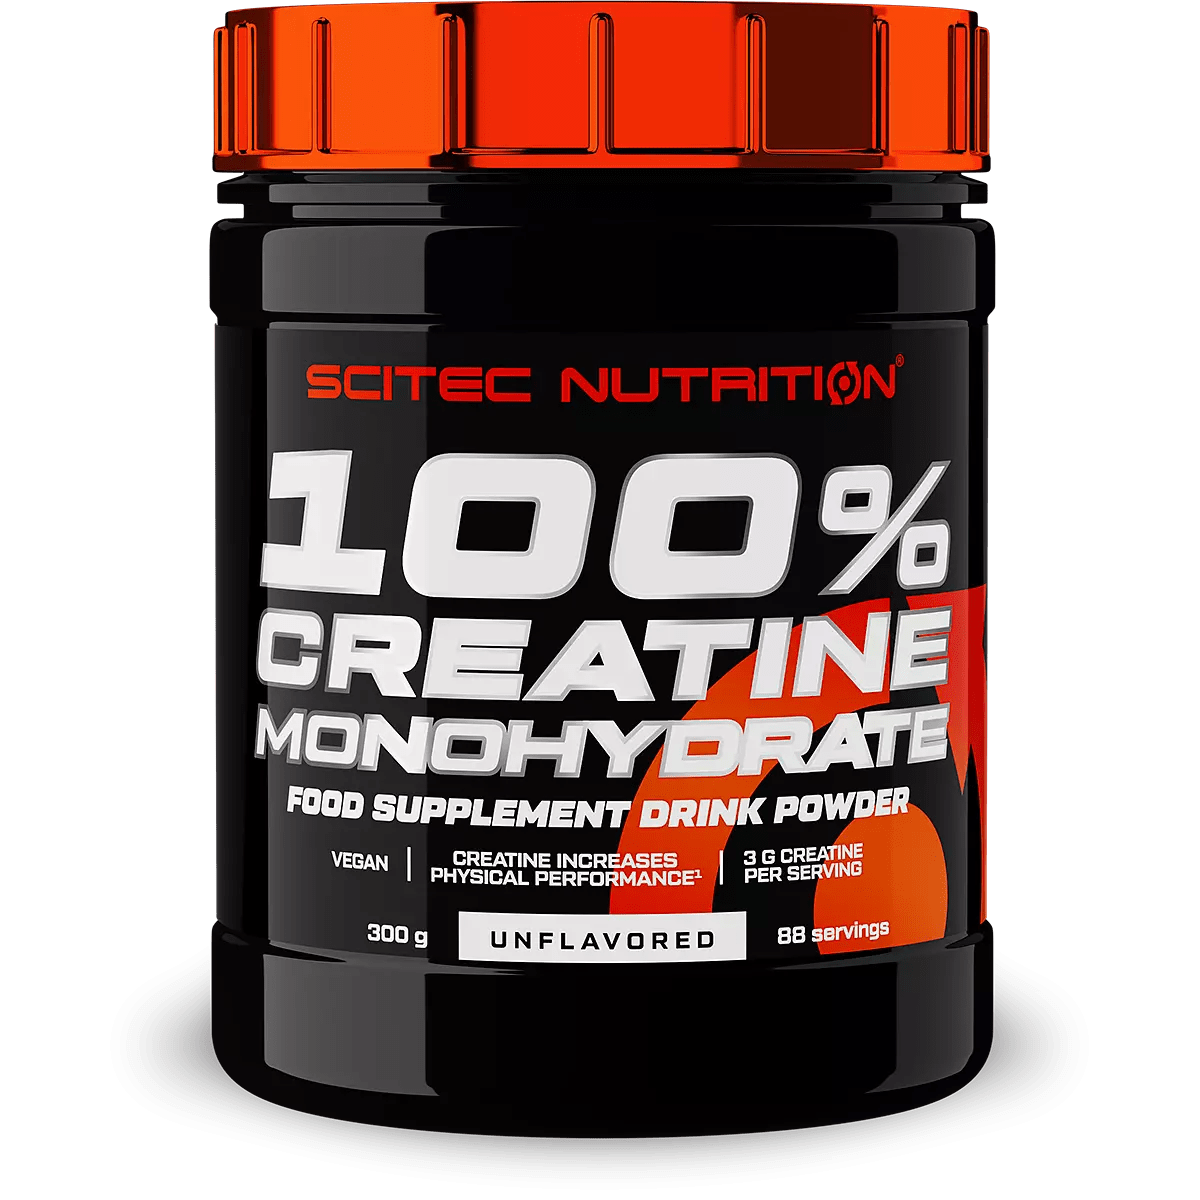 SCITEC NUTRITION®
100%
CREATINE
MONOHYDRATE
FOOD SUPPLEMENT DRINK POWDER
VEGAN | CREATINE INCREASES PHYSICAL PERFORMANCE¹ | 3 G CREATINE PER SERVING
300 g UNFLAVORED 88 servings